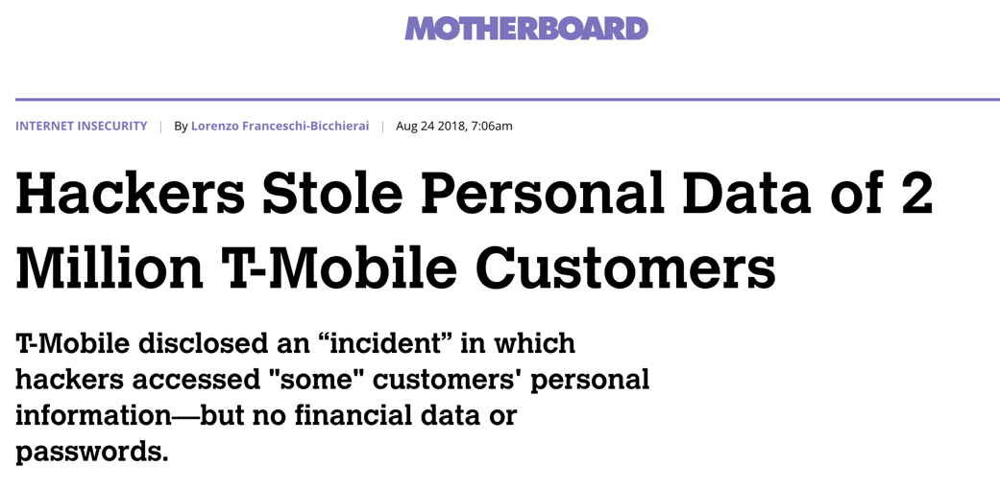 MOTHERBOARD
INTERNET INSECURITY | By Lorenzo Franceschi-Bicchierai | Aug 24 2018, 7:06am
Hackers Stole Personal Data of 2
Million T-Mobile Customers
T-Mobile disclosed an “incident” in which
hackers accessed "some" customers' personal
information—but no financial data or
passwords.